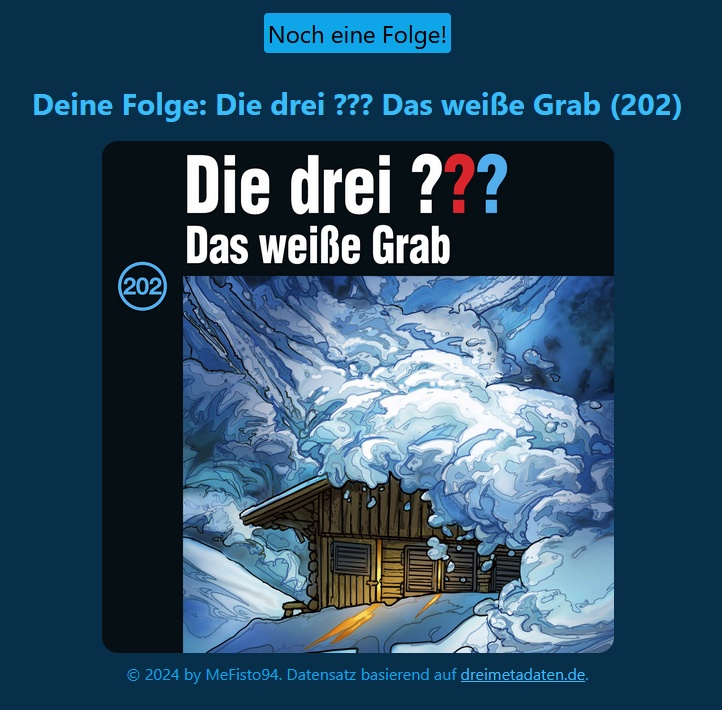 Noch eine Folge!
Deine Folge: Die drei ??? Das weiße Grab (202)
Die drei ???
Das weiße Grab
202
© 2024 by MeFisto94. Datensatz basierend auf dreimetadaten.de.